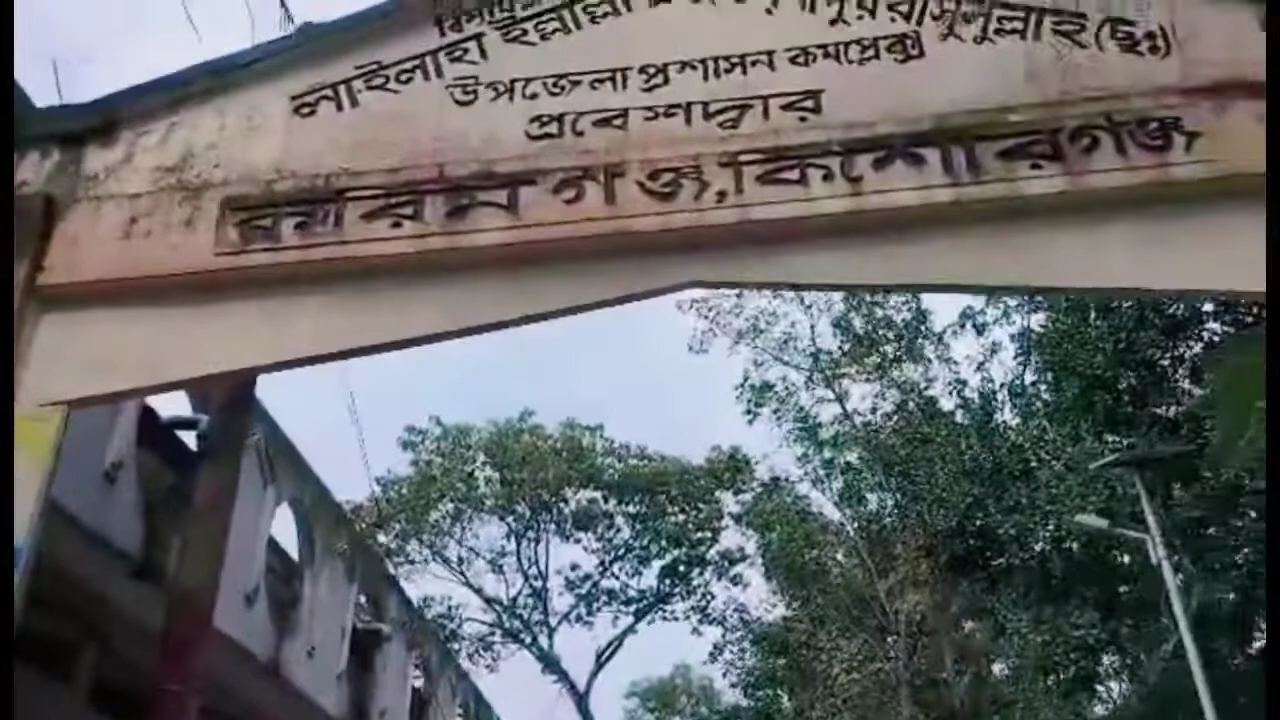 লা-ইলাহা ইল্লাল্লা রাসুলুল্লাহ (ছঃ)
উপজেলা প্রশাসন কমপ্লেক্স
প্রবেশদ্বার
করিমগঞ্জ, কিশোরগঞ্জ